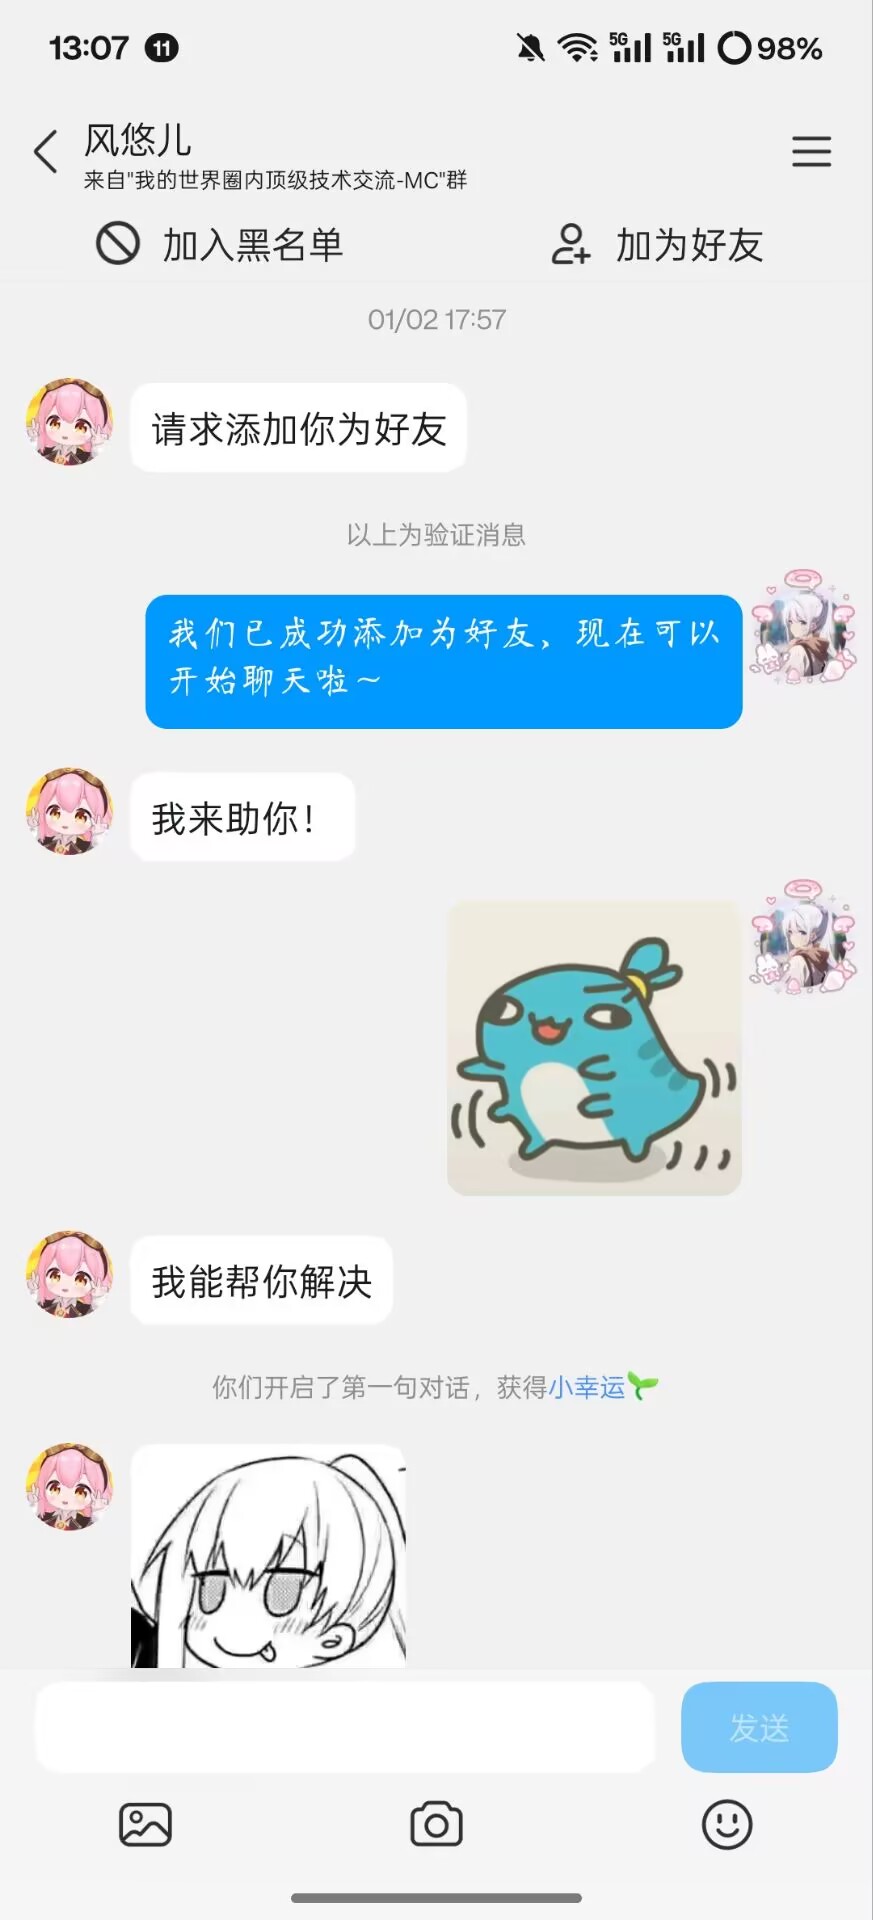 13:07 11 5G 5G 98%
风悠儿
来自"我的世界圈内顶级技术交流-MC"群
加入黑名单 加为好友
01/02 17:57
请求添加你为好友
以上为验证消息
我们已成功添加为好友，现在可以
开始聊天啦～
我来助你！
我能帮你解决
你们开启了第一句对话，获得小幸运
发送